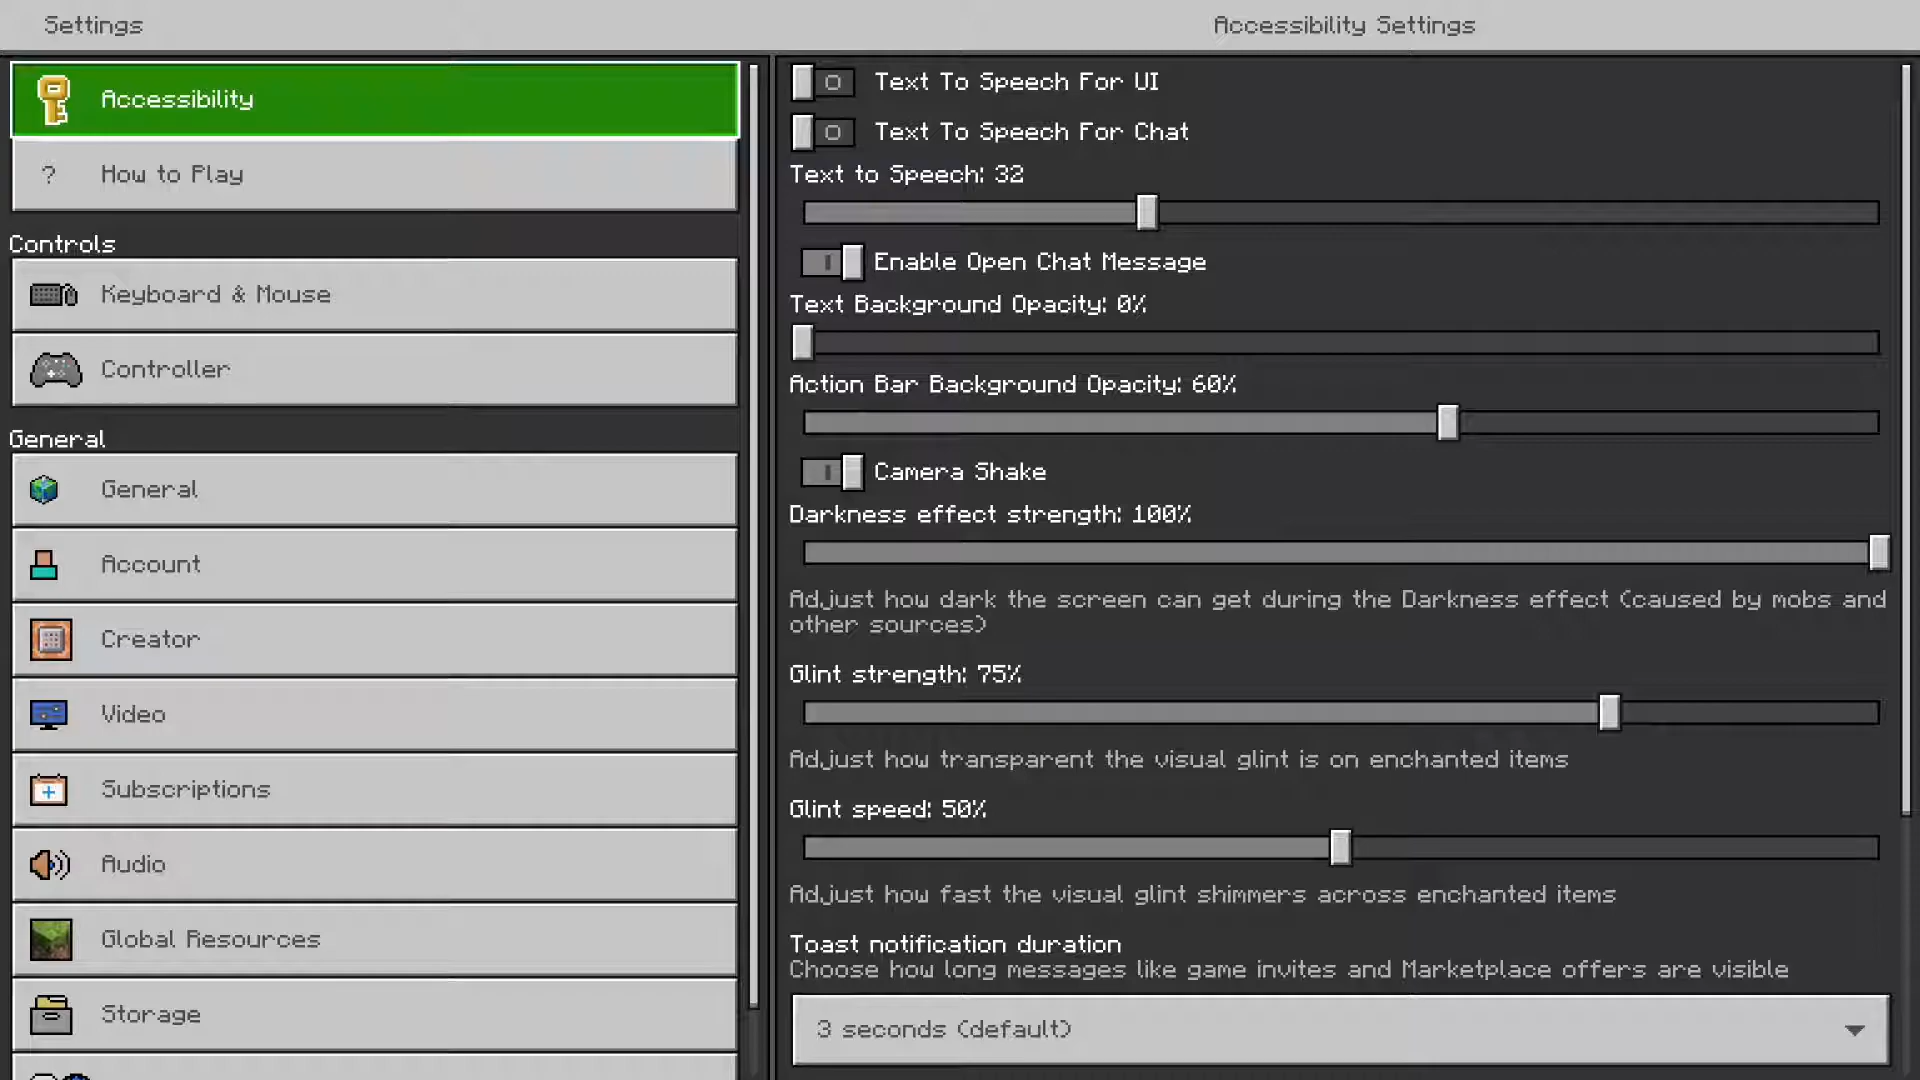 Settings
Accessibility Settings
Accessibility
? How to Play
Controls
Keyboard & Mouse
Controller
General
General
Account
Creator
Video
Subscriptions
Audio
Global Resources
Storage
Text To Speech For UI
Text To Speech For Chat
Text to Speech: 32
Enable Open Chat Message
Text Background Opacity: 0%
Action Bar Background Opacity: 60%
Camera Shake
Darkness effect strength: 100%
Adjust how dark the screen can get during the Darkness effect (caused by mobs and
other sources)
Glint strength: 75%
Adjust how transparent the visual glint is on enchanted items
Glint speed: 50%
Adjust how fast the visual glint shimmers across enchanted items
Toast notification duration
Choose how long messages like game invites and Marketplace offers are visible
3 seconds (default)